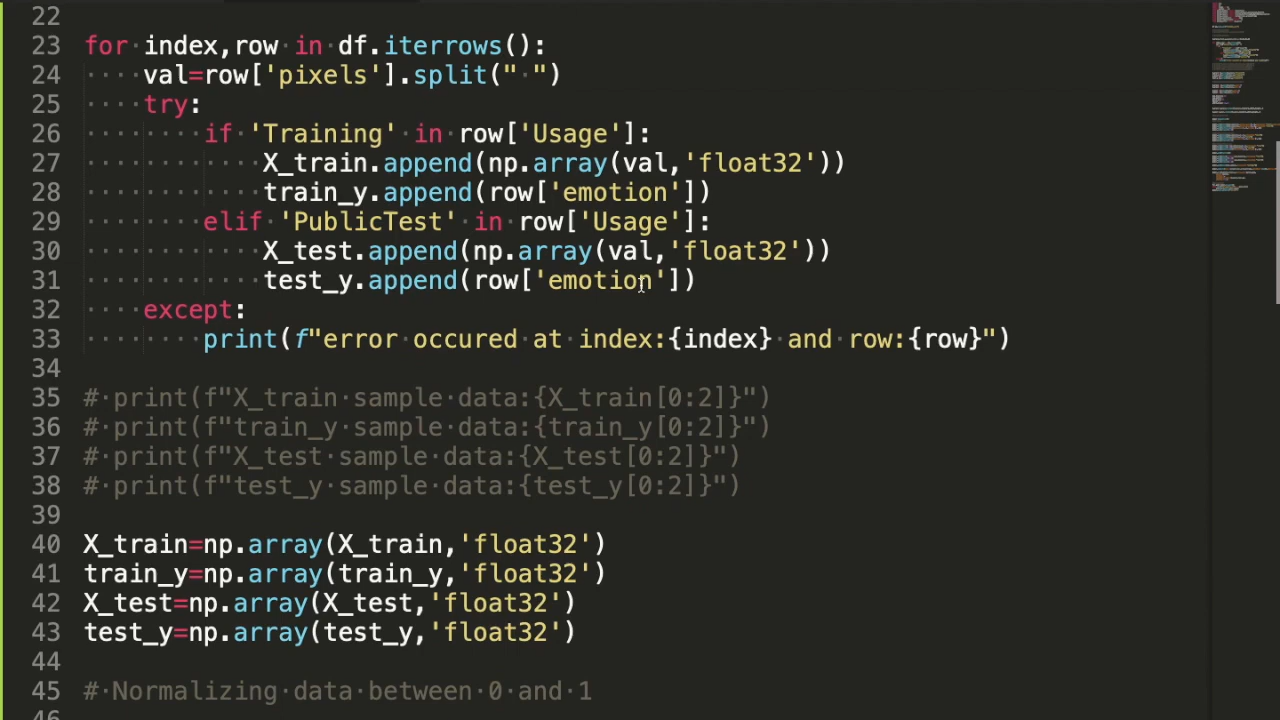 22
23 for index,row in df.iterrows():
24     val=row['pixels'].split(" ")
25     try:
26         if 'Training' in row['Usage']:
27             X_train.append(np.array(val,'float32'))
28             train_y.append(row['emotion'])
29         elif 'PublicTest' in row['Usage']:
30             X_test.append(np.array(val,'float32'))
31             test_y.append(row['emotion'])
32     except:
33         print(f"error occured at index:{index} and row:{row}")
34
35 # print(f"X_train sample data:{X_train[0:2]}")
36 # print(f"train_y sample data:{train_y[0:2]}")
37 # print(f"X_test sample data:{X_test[0:2]}")
38 # print(f"test_y sample data:{test_y[0:2]}")
39
40 X_train=np.array(X_train,'float32')
41 train_y=np.array(train_y,'float32')
42 X_test=np.array(X_test,'float32')
43 test_y=np.array(test_y,'float32')
44
45 # Normalizing data between 0 and 1